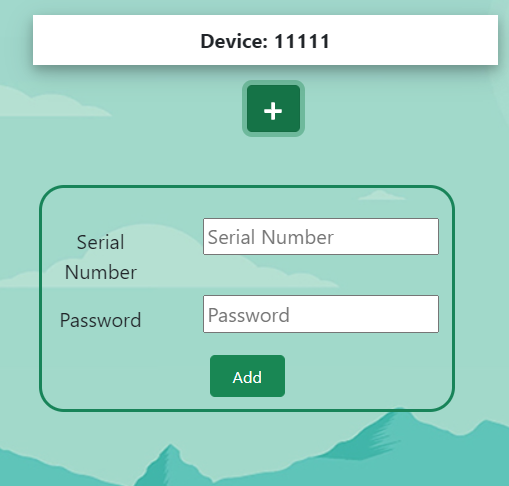 Device: 11111
+
Serial
Number
Serial Number
Password
Password
Add